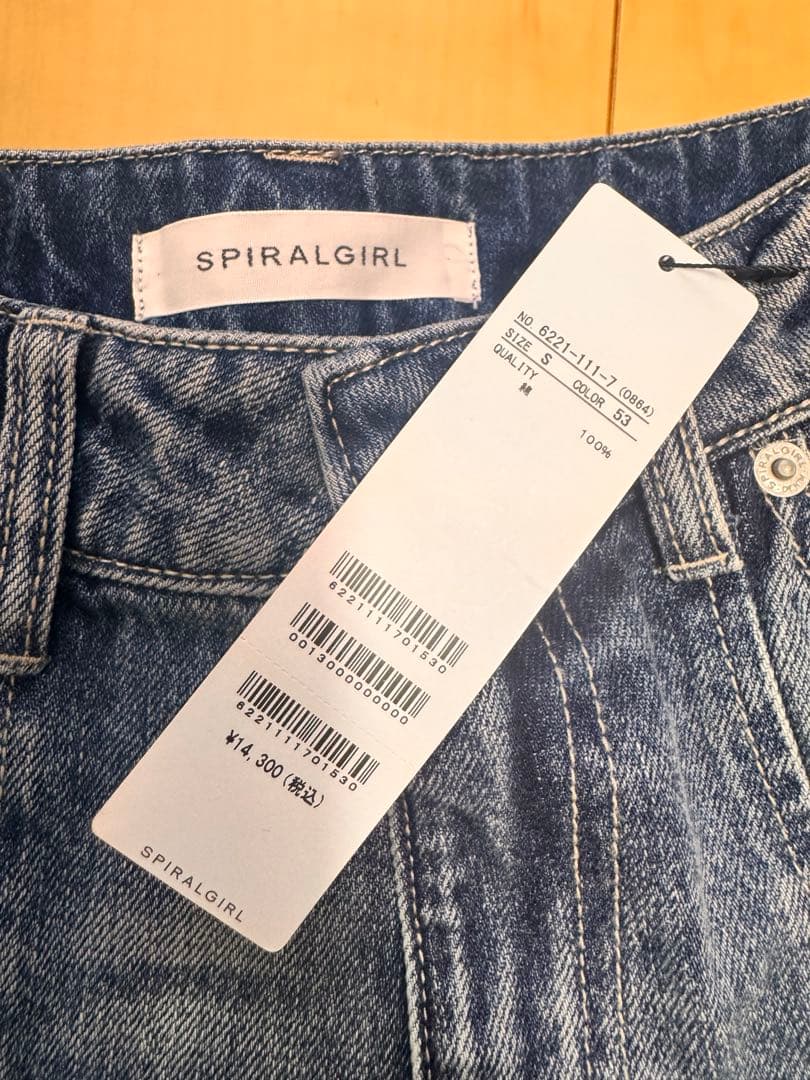 SPIRALGIRL
NO 6221-111-7 (0864)
SIZE S COLOR 53
QUALITY
綿 100%
6221111701530
0013000000000
6221111701530
¥14,300(税込)
SPIRALGIRL
SPIRALGIRL